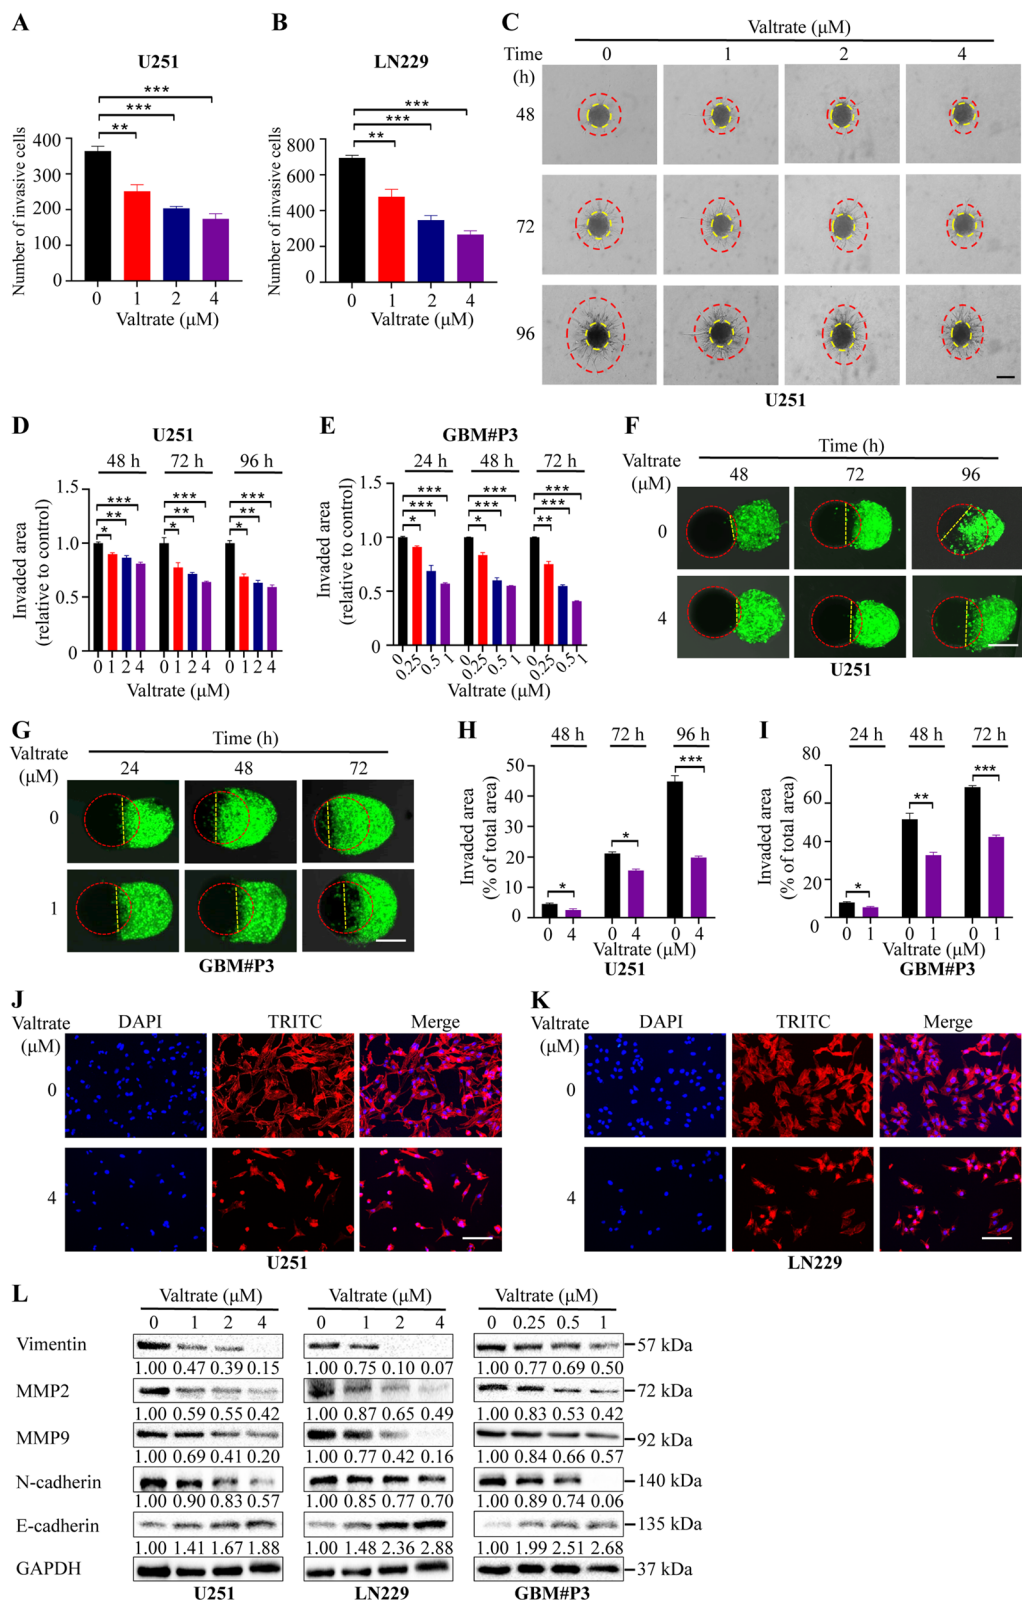 A
U251
***
***
**
Number of invasive cells
400
300
200
100
0
0 1 2 4
Valtrate (μM)
B
LN229
***
***
**
Number of invasive cells
800
600
400
200
0
0 1 2 4
Valtrate (μM)
C
Valtrate (μM)
Time (h)
0 1 2 4
48
72
96
U251
D
U251
48 h 72 h 96 h
Invaded area
(relative to control)
1.5
1.0
0.5
0
*** *** ***
** ** **
* * *
0 1 2 4 0 1 2 4 0 1 2 4
Valtrate (μM)
E
GBM#P3
24 h 48 h 72 h
Invaded area
(relative to control)
1.5
1.0
0.5
0
*** *** ***
*** *** ***
* * **
0 0.25 0.5 1 0 0.25 0.5 1 0 0.25 0.5 1
Valtrate (μM)
F
Time (h)
Valtrate
(μM)
48 72 96
0
4
U251
G
Time (h)
Valtrate
(μM)
24 48 72
0
1
GBM#P3
H
48 h 72 h 96 h
Invaded area
(% of total area)
50
40
30
20
10
0
* * ***
0 4 0 4 0 4
Valtrate (μM)
U251
I
24 h 48 h 72 h
Invaded area
(% of total area)
80
60
40
20
0
* ** ***
0 1 0 1 0 1
Valtrate (μM)
GBM#P3
J
Valtrate
(μM)
DAPI TRITC Merge
0
4
U251
K
Valtrate
(μM)
DAPI TRITC Merge
0
4
LN229
L
Valtrate (μM) Valtrate (μM) Valtrate (μM)
0 1 2 4 0 1 2 4 0 0.25 0.5 1
Vimentin 57 kDa
1.00 0.47 0.39 0.15 1.00 0.75 0.10 0.07 1.00 0.77 0.69 0.50
MMP2 72 kDa
1.00 0.59 0.55 0.42 1.00 0.87 0.65 0.49 1.00 0.83 0.53 0.42
MMP9 92 kDa
1.00 0.69 0.41 0.20 1.00 0.77 0.42 0.16 1.00 0.84 0.66 0.57
N-cadherin 140 kDa
1.00 0.90 0.83 0.57 1.00 0.85 0.77 0.70 1.00 0.89 0.74 0.06
E-cadherin 135 kDa
1.00 1.41 1.67 1.88 1.00 1.48 2.36 2.88 1.00 1.99 2.51 2.68
GAPDH 37 kDa
U251 LN229 GBM#P3